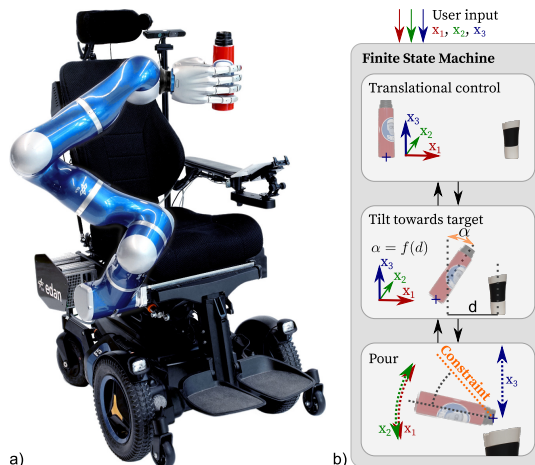 a)
edan
b)
User input
x₁, x₂, x₃
Finite State Machine
Translational control
x₃
x₂
x₁
Tilt towards target
α
α = f(d)
x₃
x₂
x₁
d
Pour
Constraint
x₃
x₂ x₁